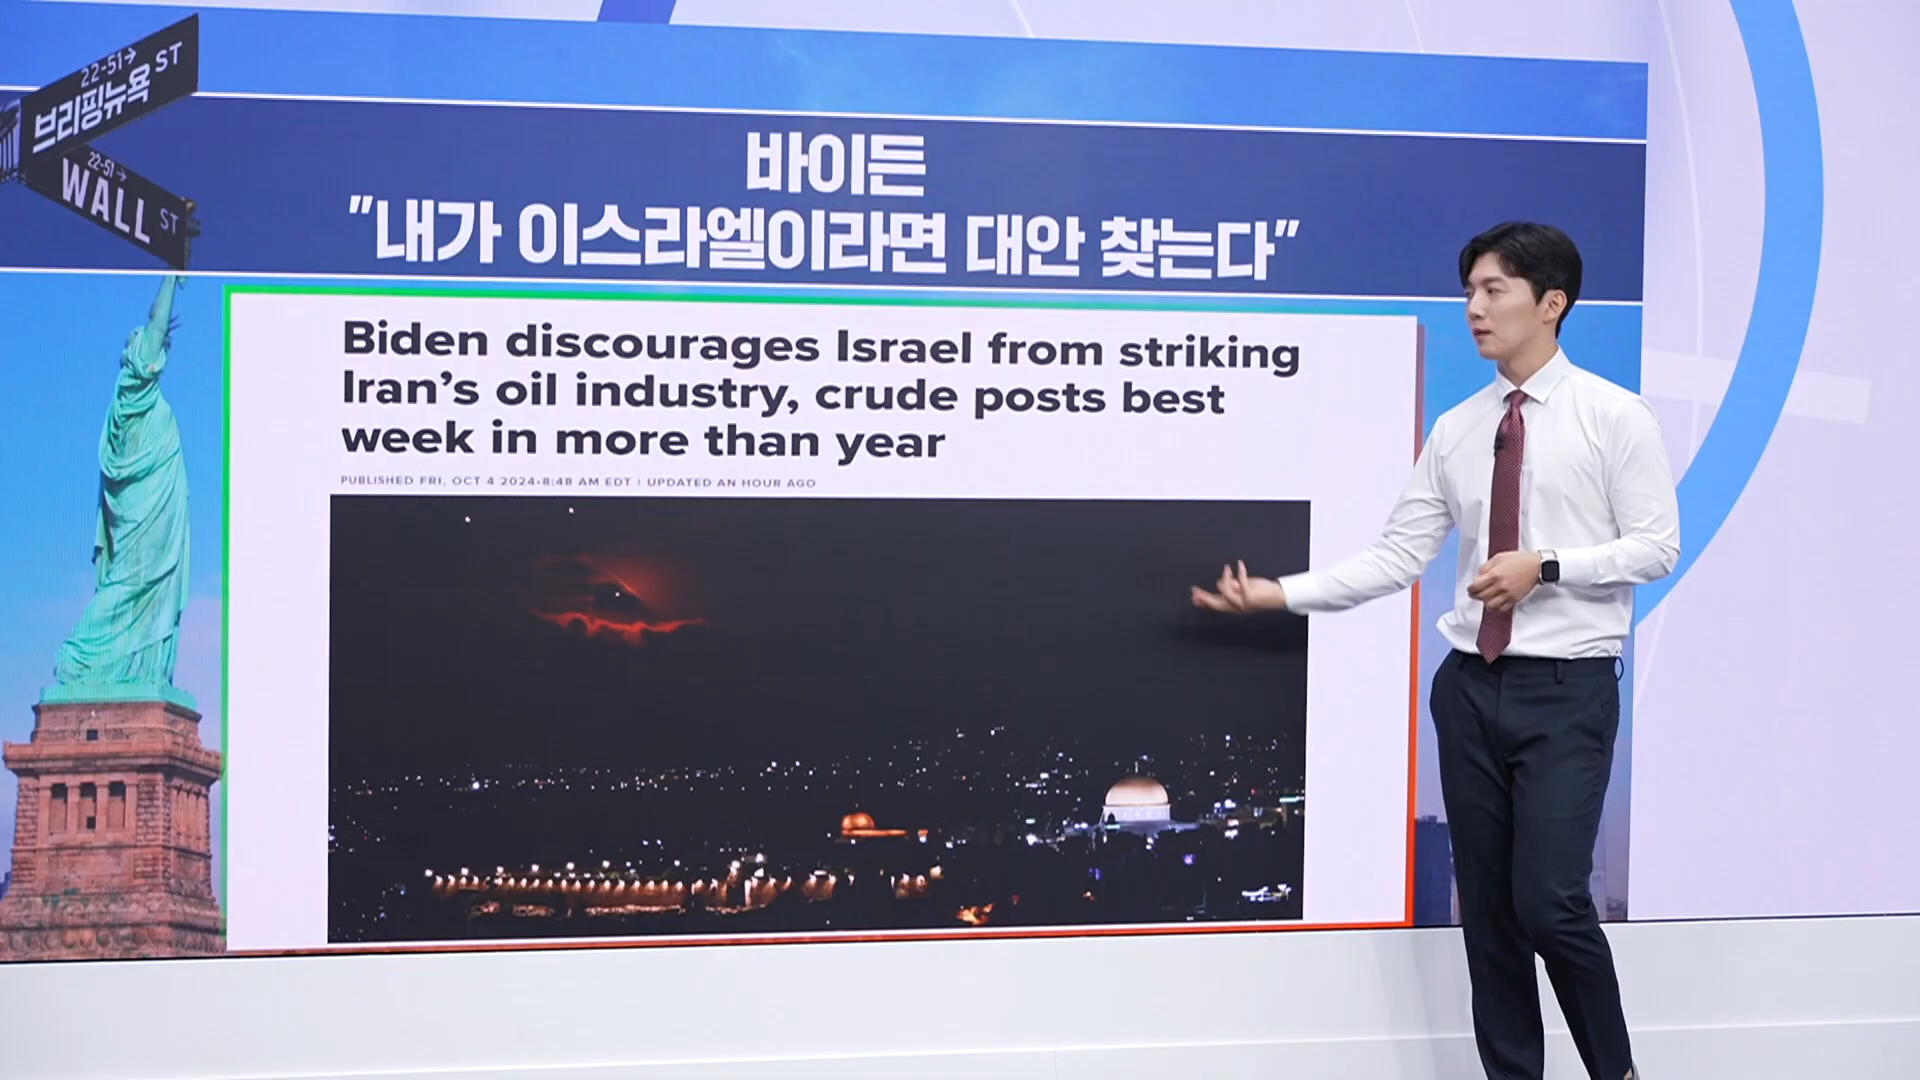 22-51→ ST
브리핑뉴욕
22-51→
WALL ST
바이든
"내가 이스라엘이라면 대안 찾는다"
Biden discourages Israel from striking
Iran's oil industry, crude posts best
week in more than year
PUBLISHED FRI, OCT 4 2024•8:48 AM EDT | UPDATED AN HOUR AGO